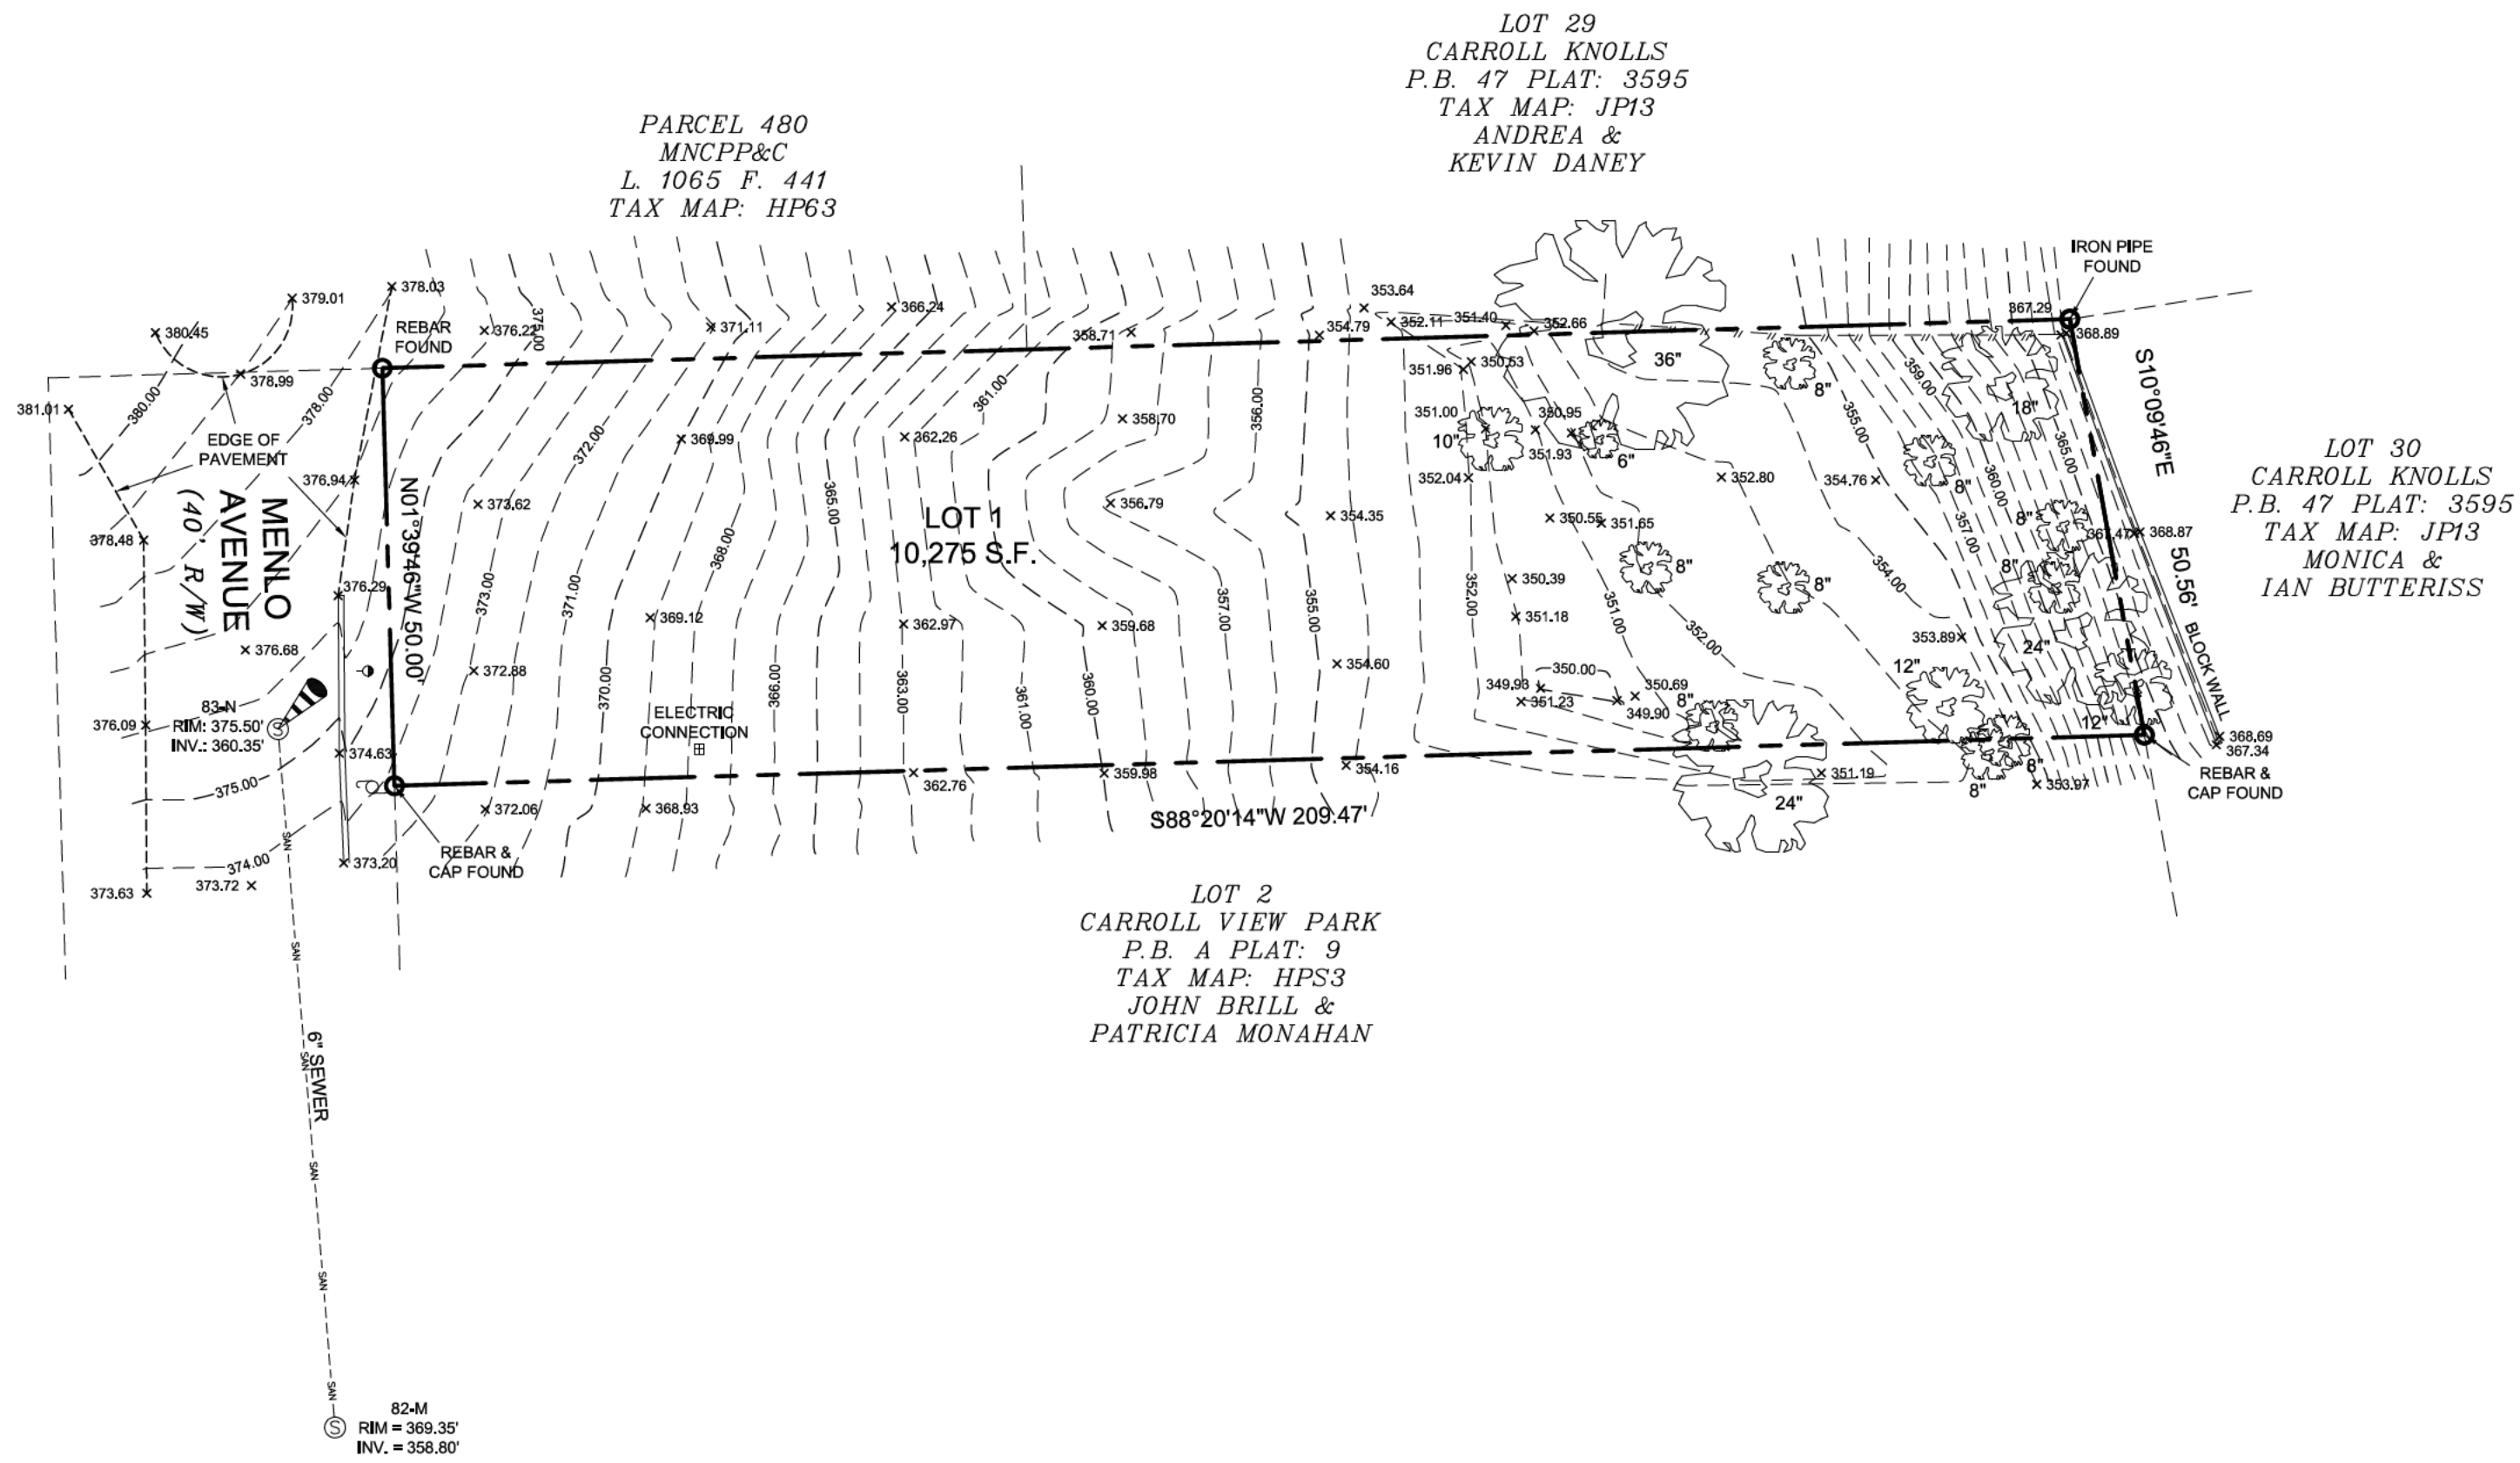 LOT 29
CARROLL KNOLLS
P.B. 47 PLAT: 3595
TAX MAP: JP13
ANDREA &
KEVIN DANEY
PARCEL 480
MNCPP&C
L. 1065 F. 441
TAX MAP: HP63
IRON PIPE
FOUND
378.03
379.01
380.45
REBAR
FOUND
376.22
375.00
371.11
366.24
358.71
354.79
353.64
352.11
351.40
352.66
367.29
368.89
378.99
381.01
380.00
378.00
EDGE OF
PAVEMENT
376.94
378.48
MENLO
AVENUE
(40' R/W)
N01°39'46"W 50.00'
376.29
376.68
83-N
RIM: 375.50'
INV.: 360.35'
376.09
374.63
375.00
374.00
373.20
373.63
373.72
372.00
369.99
373.62
373.00
371.00
372.88
370.00
369.12
368.00
365.00
366.00
362.26
361.00
358.70
356.00
356.79
354.35
LOT 1
10,275 S.F.
362.97
363.00
361.00
359.68
360.00
357.00
355.00
354.60
351.96
350.53
351.00
10"
350.95
351.93
6"
36"
8"
352.04
352.80
354.76
355.00
359.00
18"
365.00
360.00
8"
357.00
350.55
351.65
8"
8"
350.39
351.18
352.00
351.00
352.00
354.00
353.89
8"
8"
24"
367.47
368.87
S10°09'46"E
50.56'
BLOCK WALL
350.00
349.93
350.69
351.23
349.90
8"
12"
12"
8"
8"
24"
351.19
353.97
368.69
367.34
REBAR &
CAP FOUND
LOT 30
CARROLL KNOLLS
P.B. 47 PLAT: 3595
TAX MAP: JP13
MONICA &
IAN BUTTERISS
ELECTRIC
CONNECTION
372.06
368.93
362.76
359.98
354.16
S88°20'14"W 209.47'
REBAR &
CAP FOUND
LOT 2
CARROLL VIEW PARK
P.B. A PLAT: 9
TAX MAP: HPS3
JOHN BRILL &
PATRICIA MONAHAN
SAN
SAN
6" SEWER
SAN
SAN
SAN
SAN
S
S
82-M
RIM = 369.35'
INV. = 358.80'